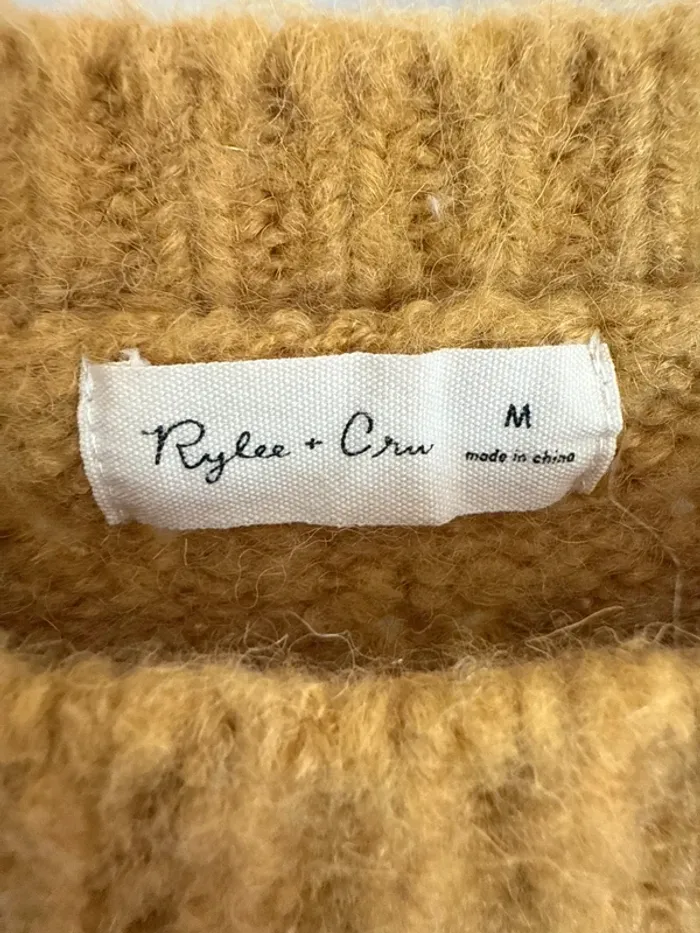 Rylee + Cru
M
made in china